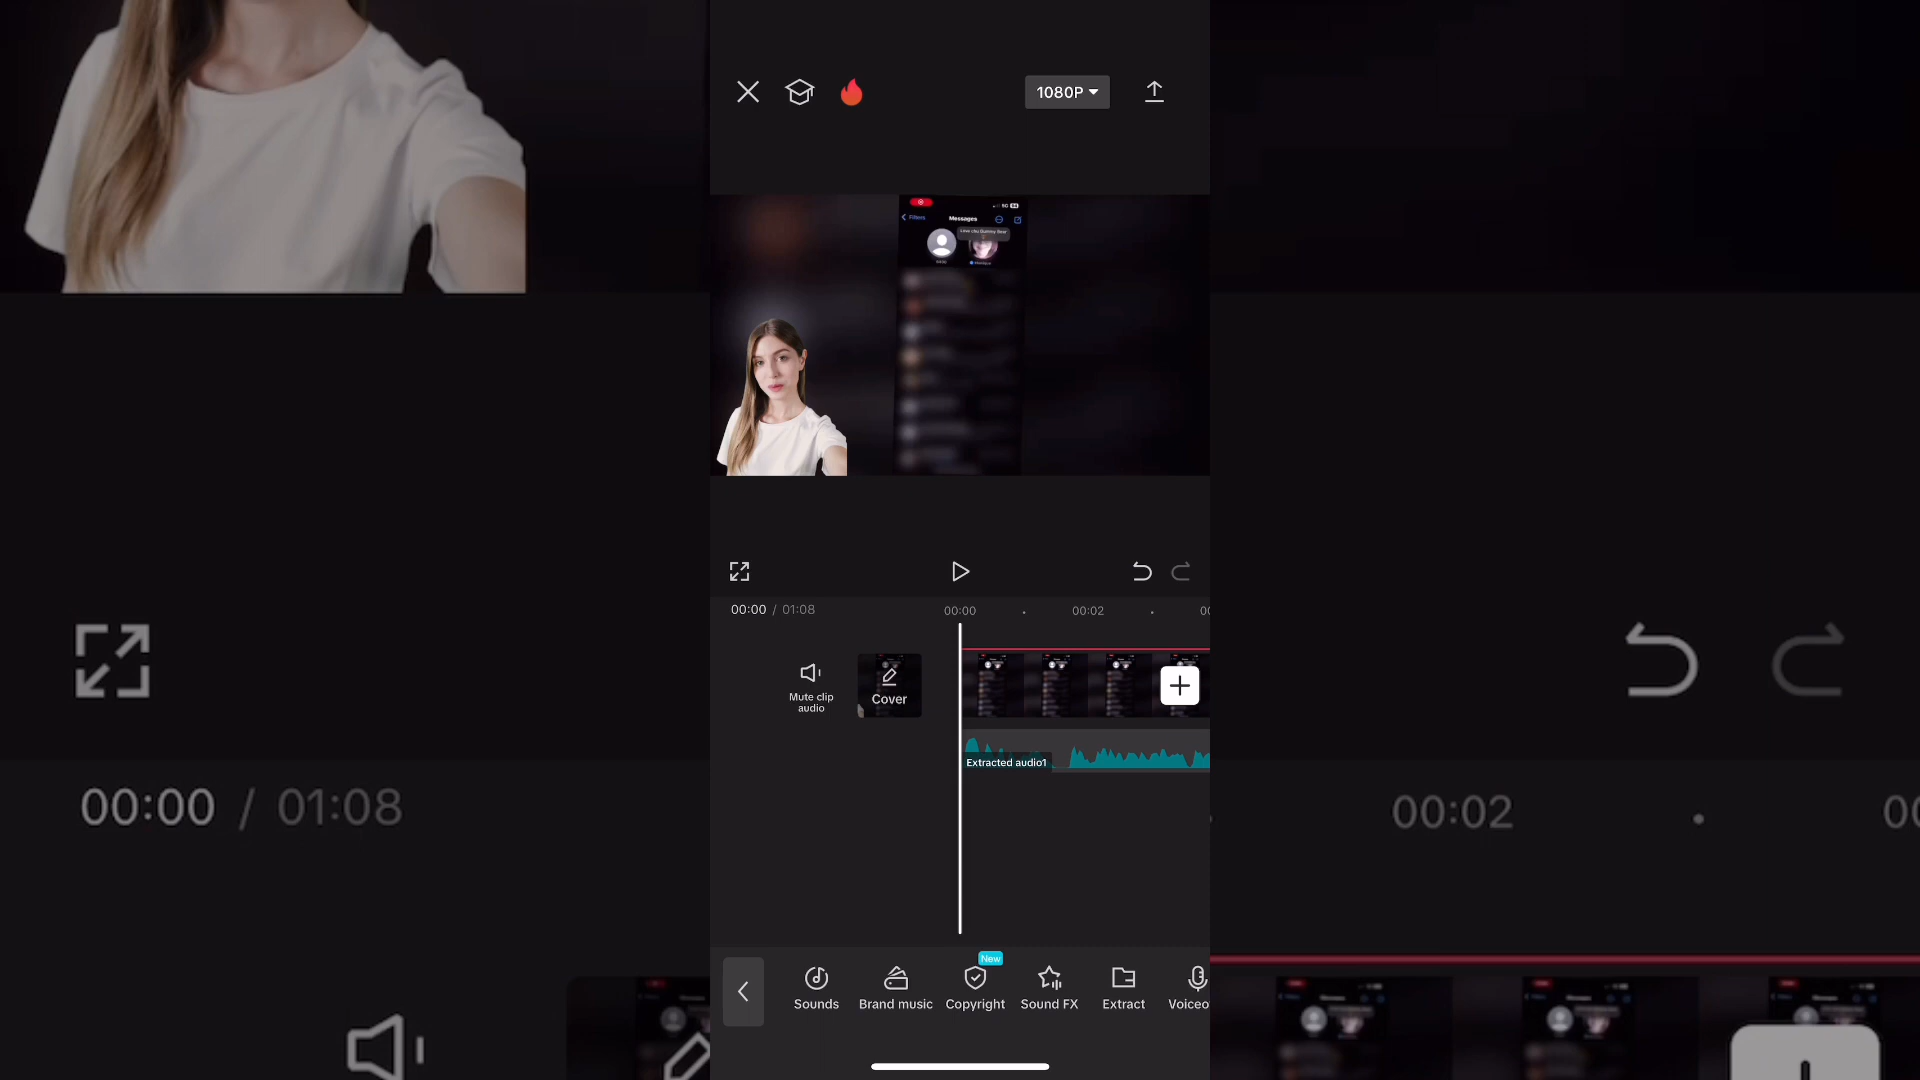 1080P
Filters
Messages
00:00 / 01:08
00:00
00:02
Mute clip
audio
Cover
Extracted audio1
New
Sounds
Brand music
Copyright
Sound FX
Extract
Voiceo
00:00 / 01:08
00:02